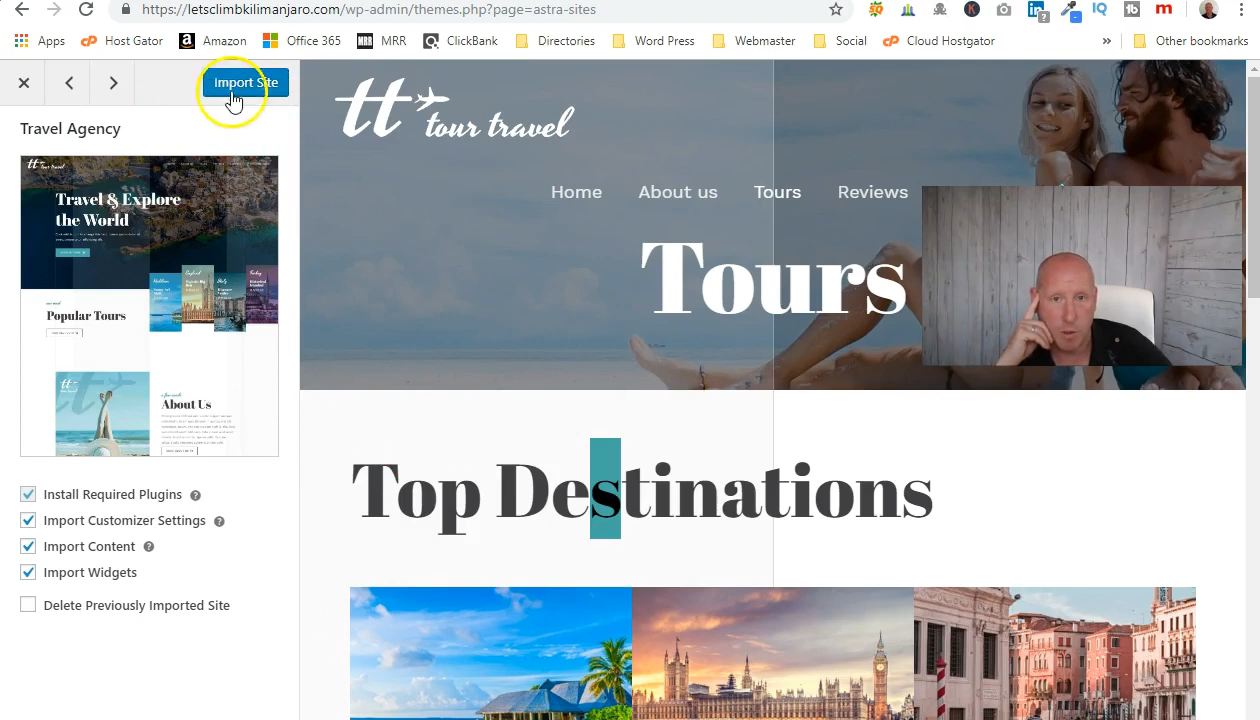 https://letsclimbkilimanjaro.com/wp-admin/themes.php?page=astra-sites
Apps Host Gator Amazon Office 365 MRR ClickBank Directories Word Press Webmaster Social Cloud Hostgator » Other bookmarks
Import Site
Travel Agency
tt tour travel
Travel & Explore
the World
Popular Tours
About Us
Install Required Plugins
Import Customizer Settings
Import Content
Import Widgets
Delete Previously Imported Site
tt tour travel
Home About us Tours Reviews
Tours
Top Destinations